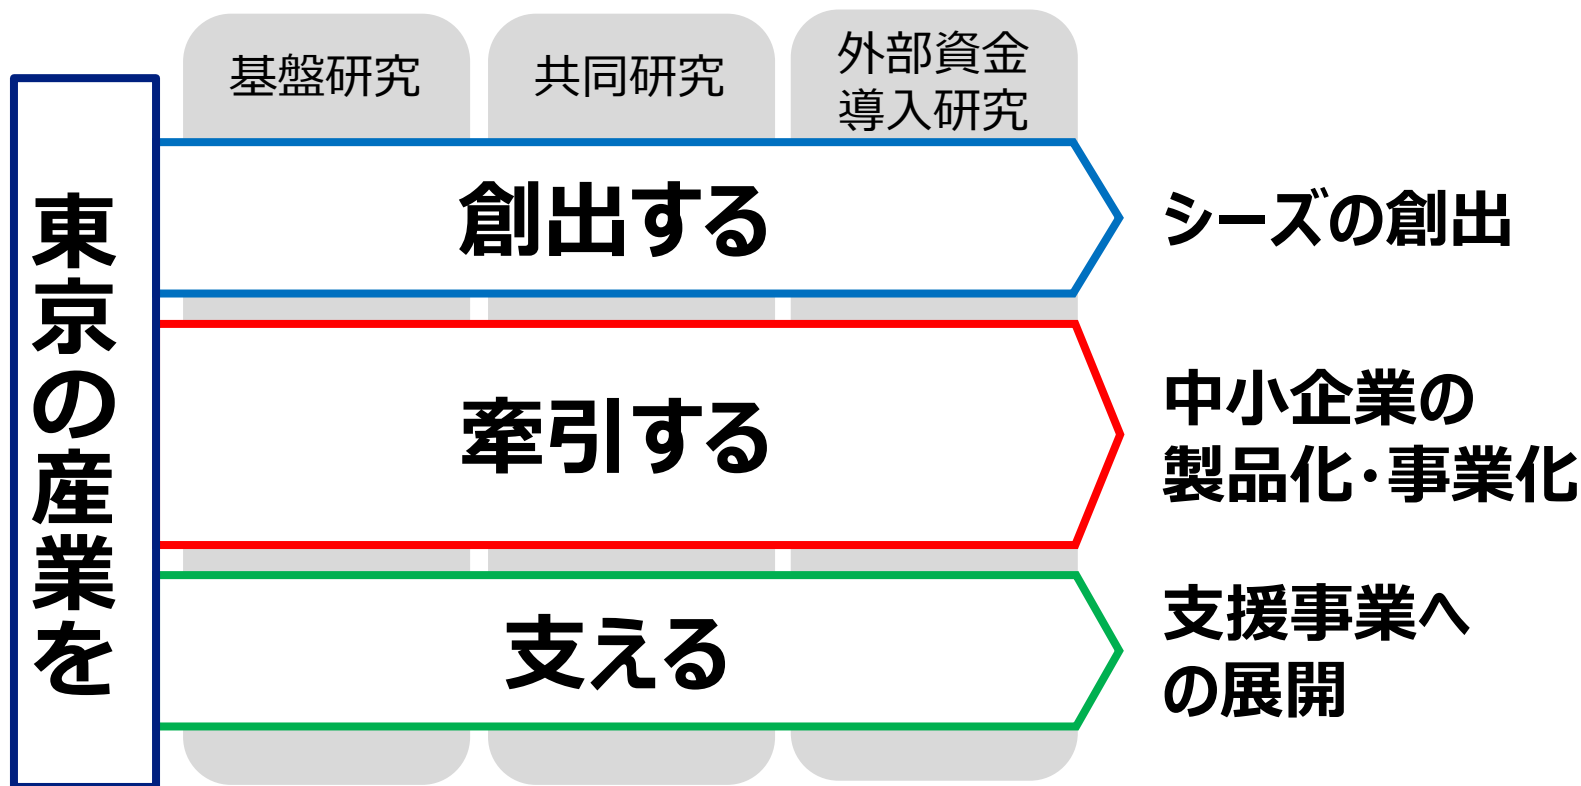 東京の産業を
基盤研究
共同研究
外部資金
導入研究
創出する
シーズの創出
牽引する
中小企業の
製品化・事業化
支える
支援事業へ
の展開